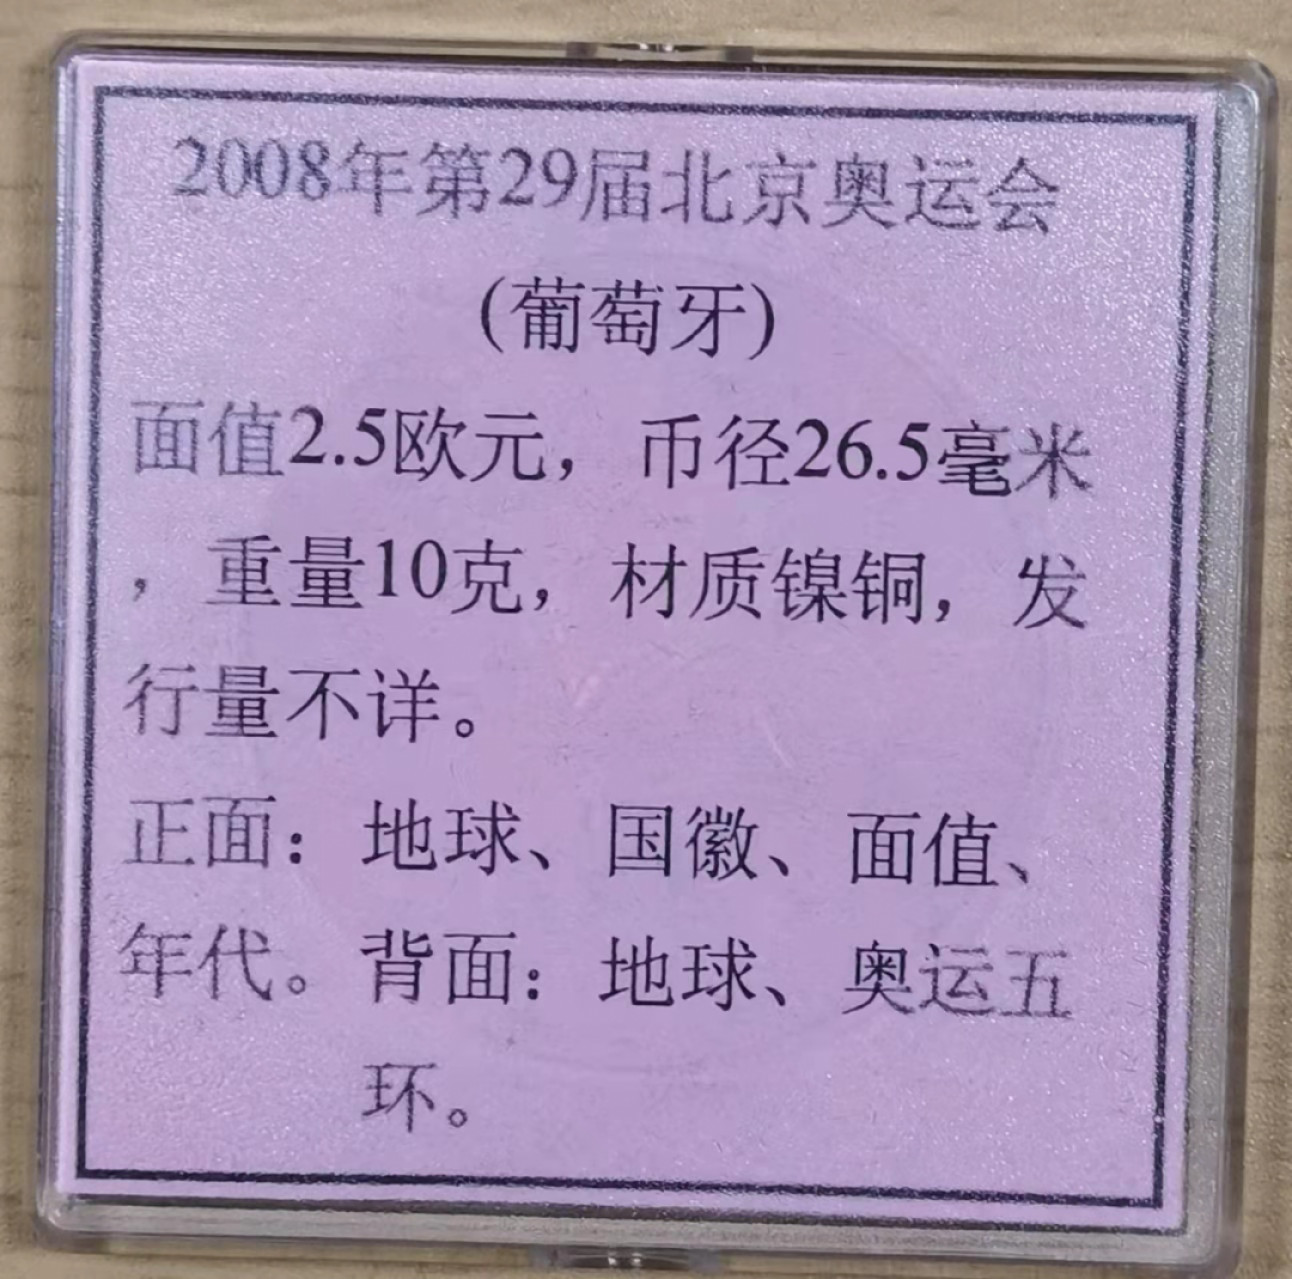 2008年第29届北京奥运会
(葡萄牙)
面值2.5欧元，币径26.5毫米
，重量10克，材质镍铜，发
行量不详。
正面：地球、国徽、面值、
年代。背面：地球、奥运五
环。